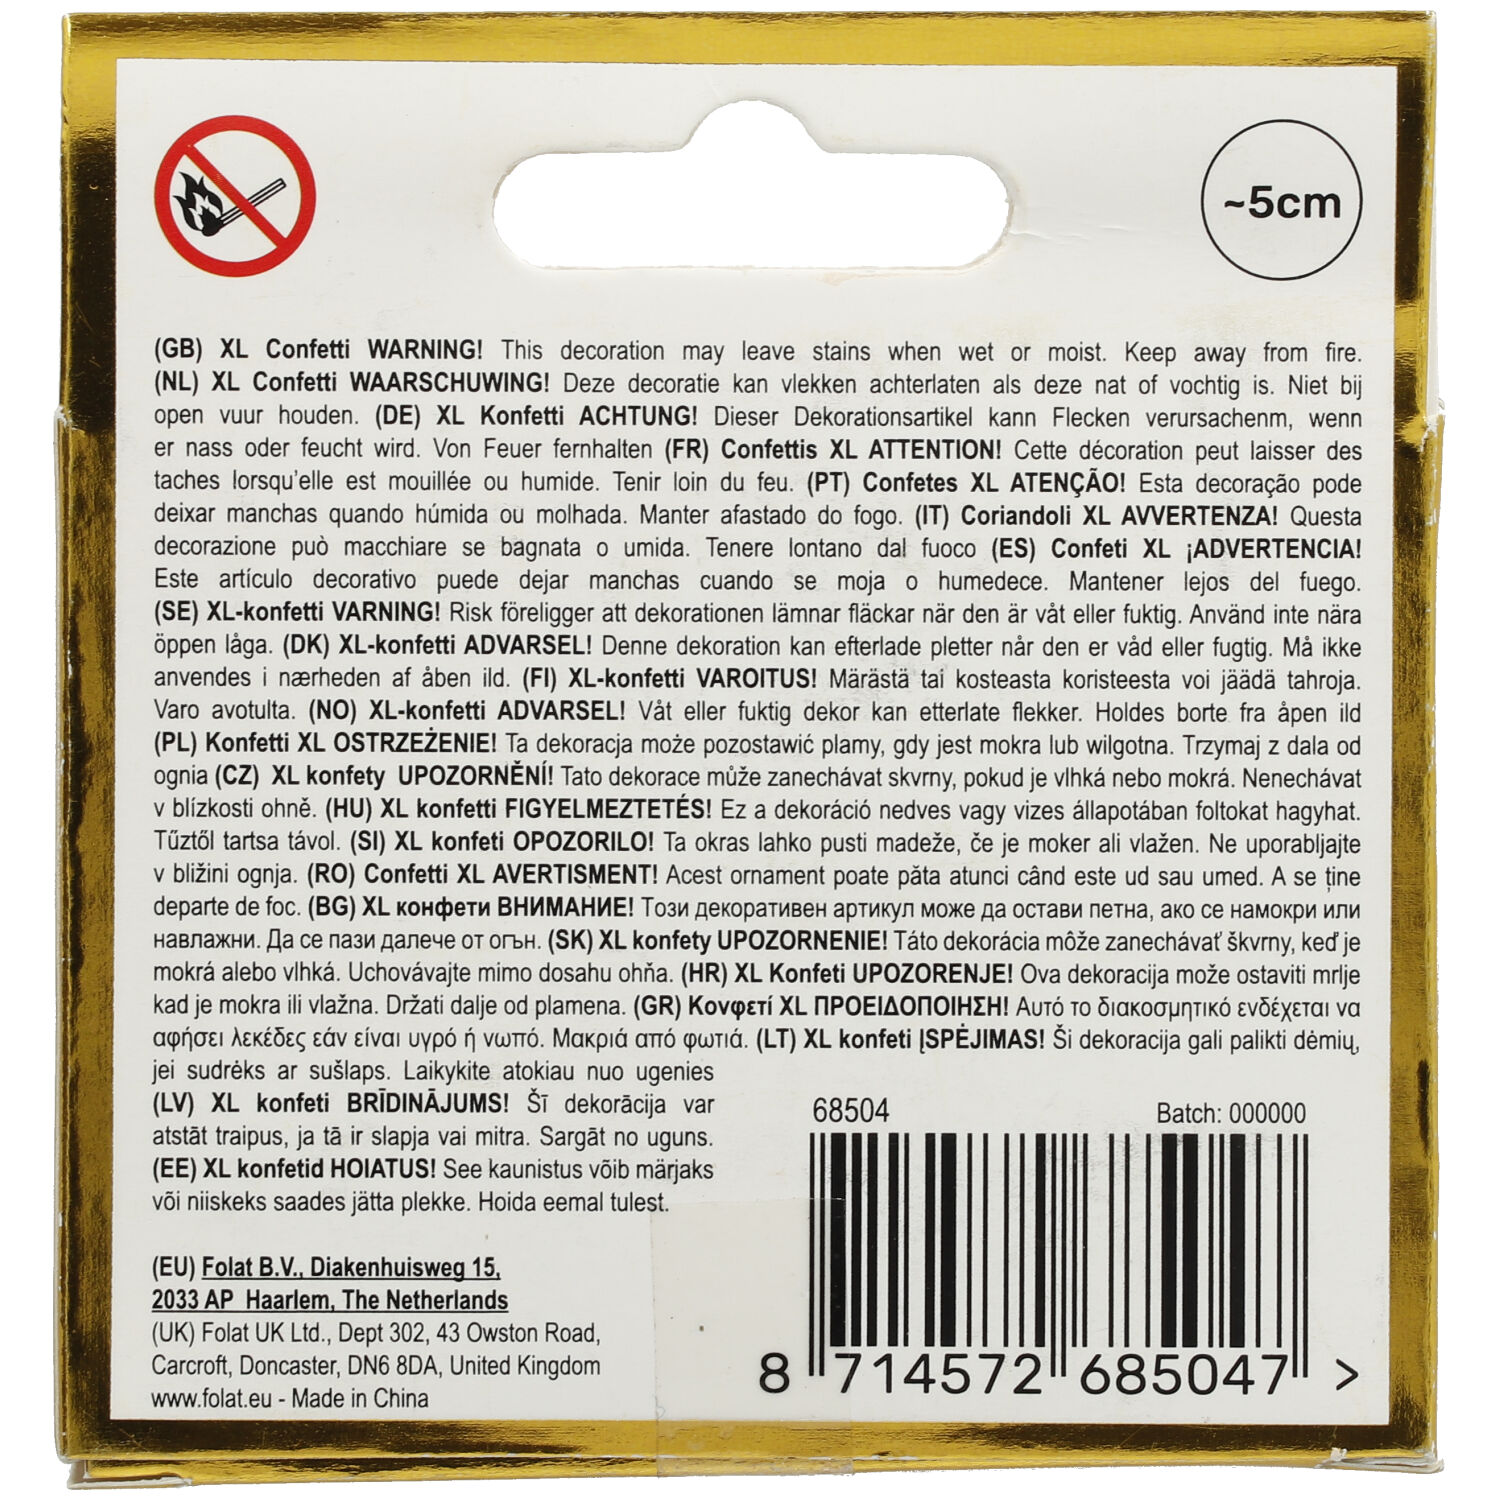 ~5cm
(GB) XL Confetti WARNING! This decoration may leave stains when wet or moist. Keep away from fire.
(NL) XL Confetti WAARSCHUWING! Deze decoratie kan vlekken achterlaten als deze nat of vochtig is. Niet bij
open vuur houden. (DE) XL Konfetti ACHTUNG! Dieser Dekorationsartikel kann Flecken verursachenm, wenn
er nass oder feucht wird. Von Feuer fernhalten (FR) Confettis XL ATTENTION! Cette décoration peut laisser des
taches lorsqu'elle est mouillée ou humide. Tenir loin du feu. (PT) Confetes XL ATENÇÃO! Esta decoração pode
deixar manchas quando húmida ou molhada. Manter afastado do fogo. (IT) Coriandoli XL AVVERTENZA! Questa
decorazione può macchiare se bagnata o umida. Tenere lontano dal fuoco (ES) Confeti XL ¡ADVERTENCIA!
Este artículo decorativo puede dejar manchas cuando se moja o humedece. Mantener lejos del fuego.
(SE) XL-konfetti VARNING! Risk föreligger att dekorationen lämnar fläckar när den är våt eller fuktig. Använd inte nära
öppen låga. (DK) XL-konfetti ADVARSEL! Denne dekoration kan efterlade pletter når den er våd eller fugtig. Må ikke
anvendes i nærheden af åben ild. (FI) XL-konfetti VAROITUS! Märästä tai kosteasta koristeesta voi jäädä tahroja.
Varo avotulta. (NO) XL-konfetti ADVARSEL! Våt eller fuktig dekor kan etterlate flekker. Holdes borte fra åpen ild
(PL) Konfetti XL OSTRZEŻENIE! Ta dekoracja może pozostawić plamy, gdy jest mokra lub wilgotna. Trzymaj z dala od
ognia (CZ) XL konfety UPOZORNĚNÍ! Tato dekorace může zanechávat skvrny, pokud je vlhká nebo mokrá. Nenechávat
v blízkosti ohně. (HU) XL konfetti FIGYELMEZTETÉS! Ez a dekoráció nedves vagy vizes állapotában foltokat hagyhat.
Tűztől tartsa távol. (SI) XL konfeti OPOZORILO! Ta okras lahko pusti madeže, če je moker ali vlažen. Ne uporabljajte
v bližini ognja. (RO) Confetti XL AVERTISMENT! Acest ornament poate păta atunci când este ud sau umed. A se ține
departe de foc. (BG) XL конфети ВНИМАНИЕ! Този декоративен артикул може да остави петна, ако се намокри или
навлажни. Да се пази далече от огън. (SK) XL konfety UPOZORNENIE! Táto dekorácia môže zanechávať škvrny, keď je
mokrá alebo vlhká. Uchovávajte mimo dosahu ohňa. (HR) XL Konfeti UPOZORENJE! Ova dekoracija može ostaviti mrlje
kad je mokra ili vlažna. Držati dalje od plamena. (GR) Κονφετί XL ΠΡΟΕΙΔΟΠΟΙΗΣΗ! Αυτό το διακοσμητικό ενδέχεται να
αφήσει λεκέδες εάν είναι υγρό ή νωπό. Μακριά από φωτιά. (LT) XL konfeti ĮSPĖJIMAS! Ši dekoracija gali palikti dėmių,
jei sudrėks ar sušlaps. Laikykite atokiau nuo ugenies
(LV) XL konfeti BRĪDINĀJUMS! Šī dekorācija var
atstāt traipus, ja tā ir slapja vai mitra. Sargāt no uguns.
(EE) XL konfetid HOIATUS! See kaunistus võib märjaks
või niiskeks saades jätta plekke. Hoida eemal tulest.
(EU) Folat B.V., Diakenhuisweg 15,
2033 AP Haarlem, The Netherlands
(UK) Folat UK Ltd., Dept 302, 43 Owston Road,
Carcroft, Doncaster, DN6 8DA, United Kingdom
www.folat.eu - Made in China
68504 Batch: 000000
8 714572 685047 >